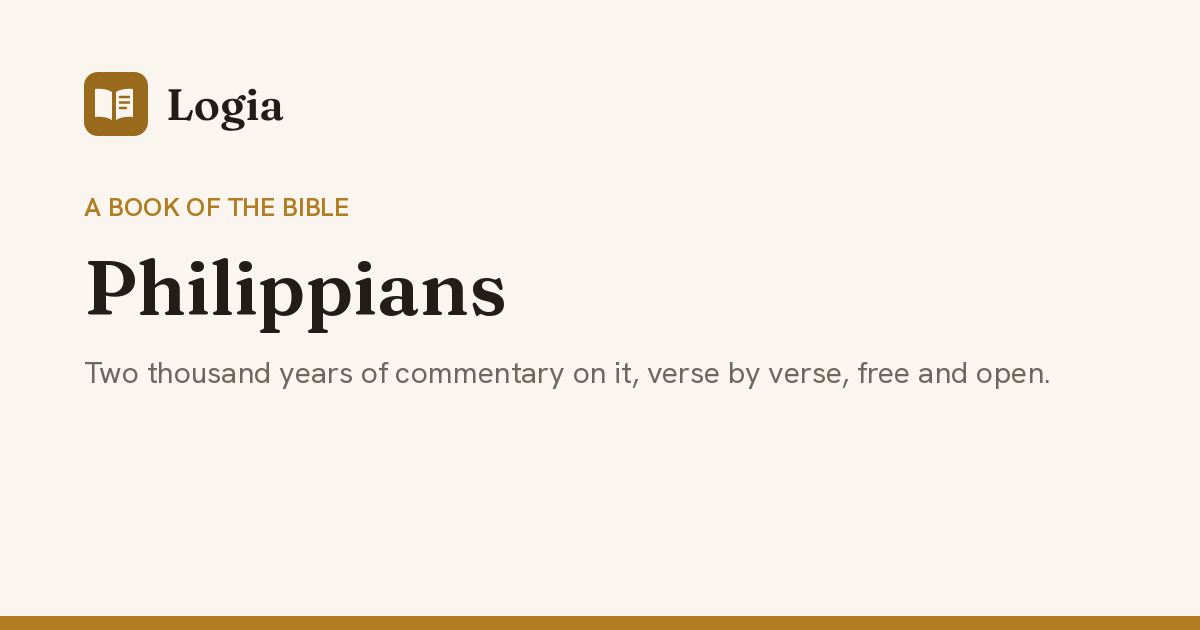 Logia
A BOOK OF THE BIBLE
Philippians
Two thousand years of commentary on it, verse by verse, free and open.